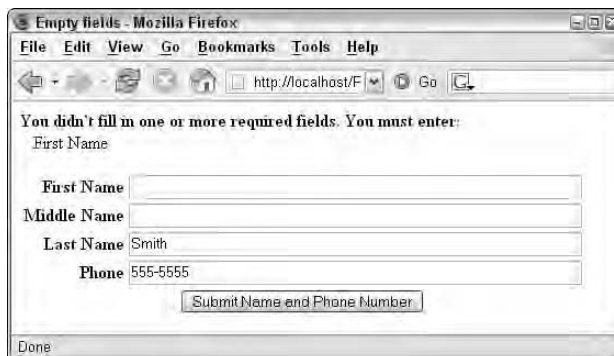 Empty fields - Mozilla Firefox
File Edit View Go Bookmarks Tools Help
http://localhost/F Go G
You didn't fill in one or more required fields. You must enter:
First Name
First Name
Middle Name
Last Name Smith
Phone 555-5555
Submit Name and Phone Number
Done